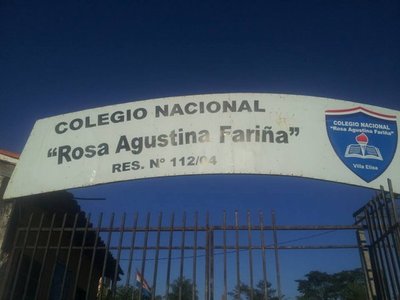 COLEGIO NACIONAL
"Rosa Agustina Fariña"
RES. Nº 112/04
COLEGIO NACIONAL
"Rosa Agustina Fariña"
Villa Elisa